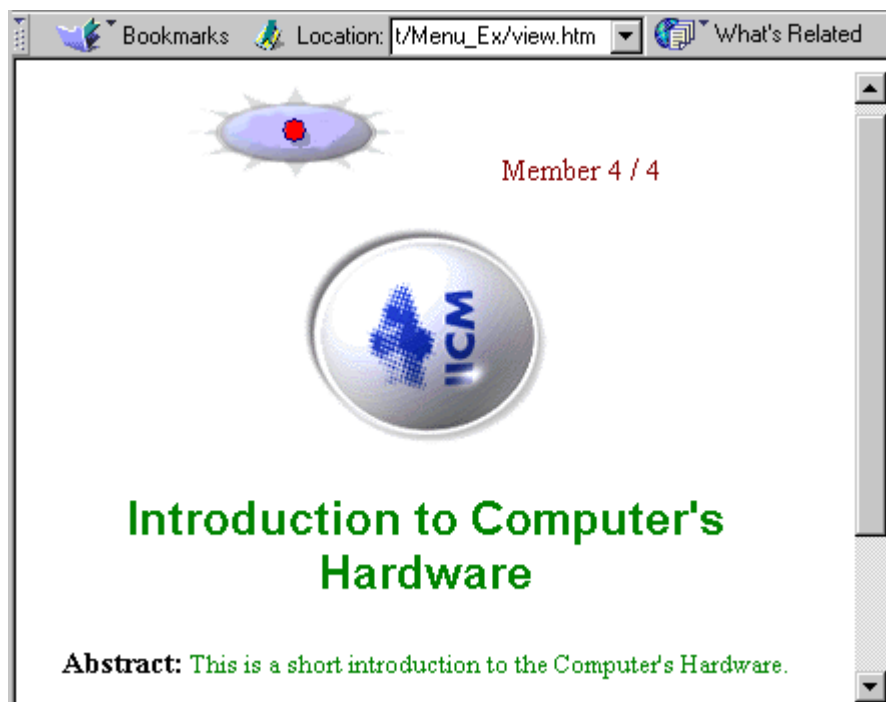 Bookmarks Location: t/Menu_Ex/view.htm What's Related
Member 4 / 4
IICM
Introduction to Computer's
Hardware
Abstract: This is a short introduction to the Computer's Hardware.